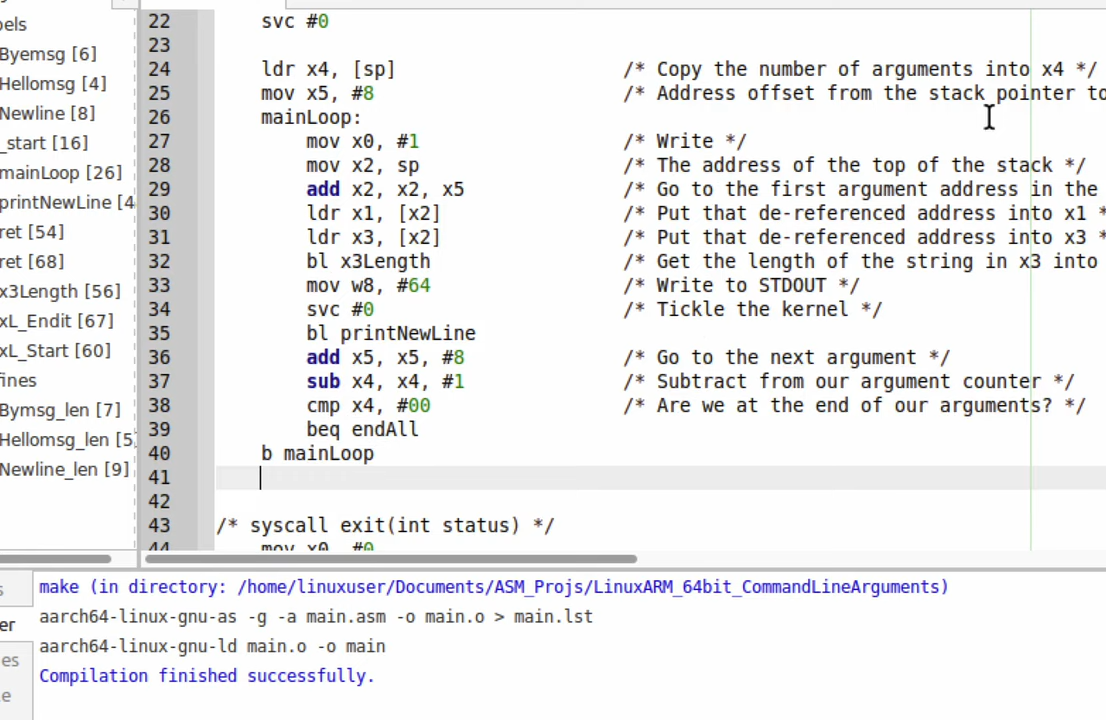 pels
Byemsg [6]
Hellomsg [4]
Newline [8]
_start [16]
mainLoop [26]
printNewLine [4
ret [54]
ret [68]
x3Length [56]
xL_Endit [67]
xL_Start [60]
fines
Bymsg_len [7]
Hellomsg_len [5]
Newline_len [9]
22 svc #0
23
24 ldr x4, [sp] /* Copy the number of arguments into x4 */
25 mov x5, #8 /* Address offset from the stack pointer to
26 mainLoop:
27 mov x0, #1 /* Write */
28 mov x2, sp /* The address of the top of the stack */
29 add x2, x2, x5 /* Go to the first argument address in the
30 ldr x1, [x2] /* Put that de-referenced address into x1 *
31 ldr x3, [x2] /* Put that de-referenced address into x3 *
32 bl x3Length /* Get the length of the string in x3 into
33 mov w8, #64 /* Write to STDOUT */
34 svc #0 /* Tickle the kernel */
35 bl printNewLine
36 add x5, x5, #8 /* Go to the next argument */
37 sub x4, x4, #1 /* Subtract from our argument counter */
38 cmp x4, #00 /* Are we at the end of our arguments? */
39 beq endAll
40 b mainLoop
41
42
43 /* syscall exit(int status) */
44 mov x0, #0
s
er
es
e
make (in directory: /home/linuxuser/Documents/ASM_Projs/LinuxARM_64bit_CommandLineArguments)
aarch64-linux-gnu-as -g -a main.asm -o main.o > main.lst
aarch64-linux-gnu-ld main.o -o main
Compilation finished successfully.